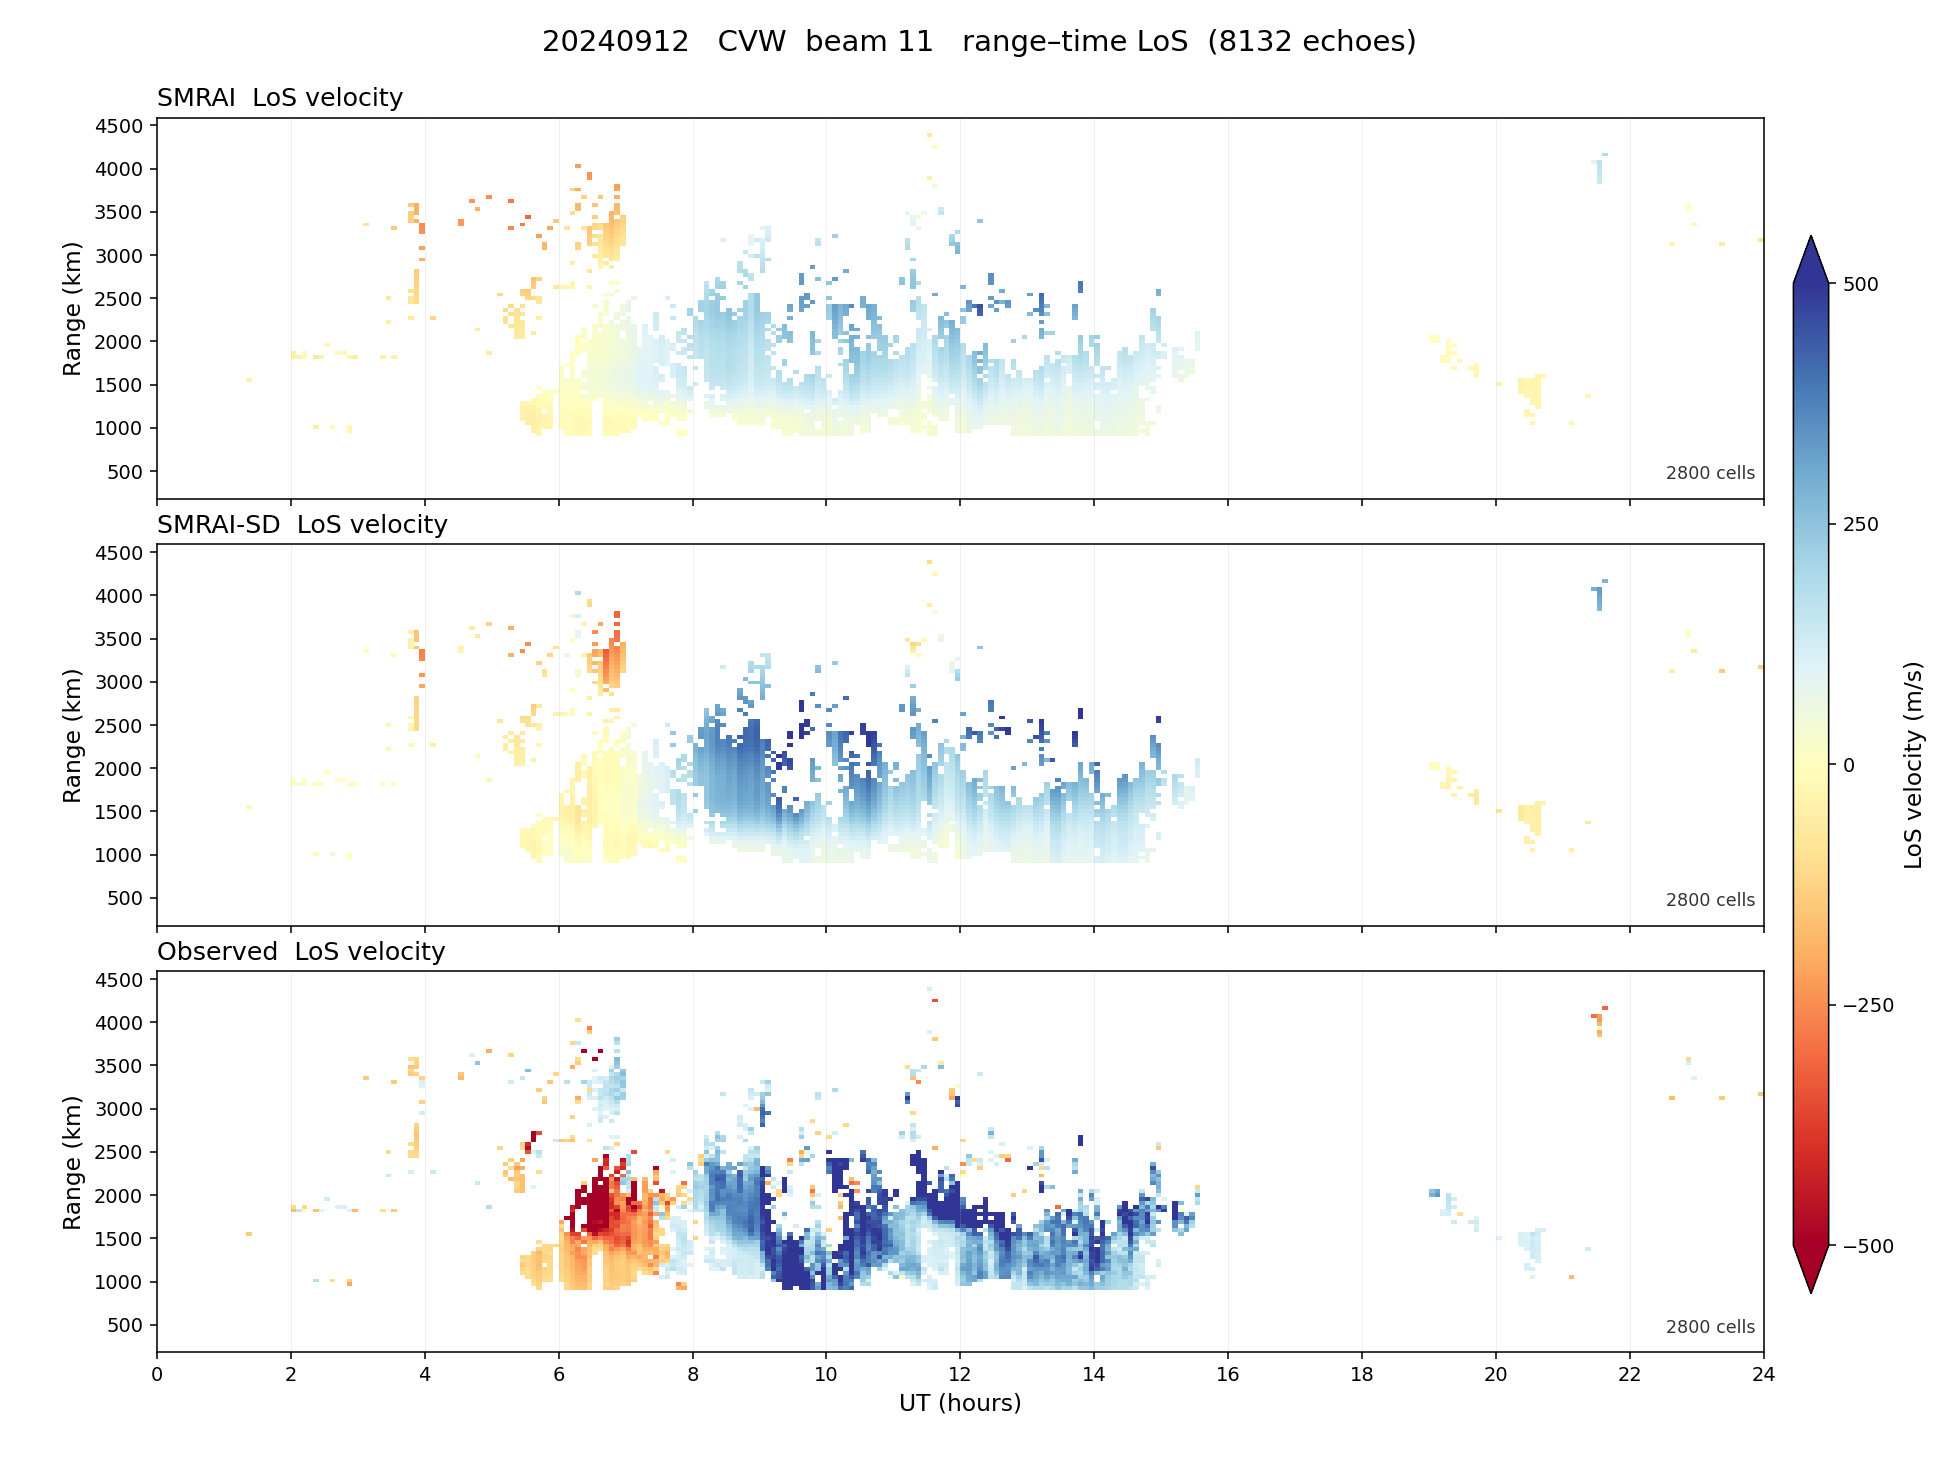 20240912   CVW  beam 11   range–time LoS  (8132 echoes)
SMRAI  LoS velocity
4500
4000
3500
3000
2500
2000
1500
1000
500
Range (km)
2800 cells
SMRAI-SD  LoS velocity
4500
4000
3500
3000
2500
2000
1500
1000
500
Range (km)
2800 cells
Observed  LoS velocity
4500
4000
3500
3000
2500
2000
1500
1000
500
Range (km)
2800 cells
0 2 4 6 8 10 12 14 16 18 20 22 24
UT (hours)
500
250
0
−250
−500
LoS velocity (m/s)